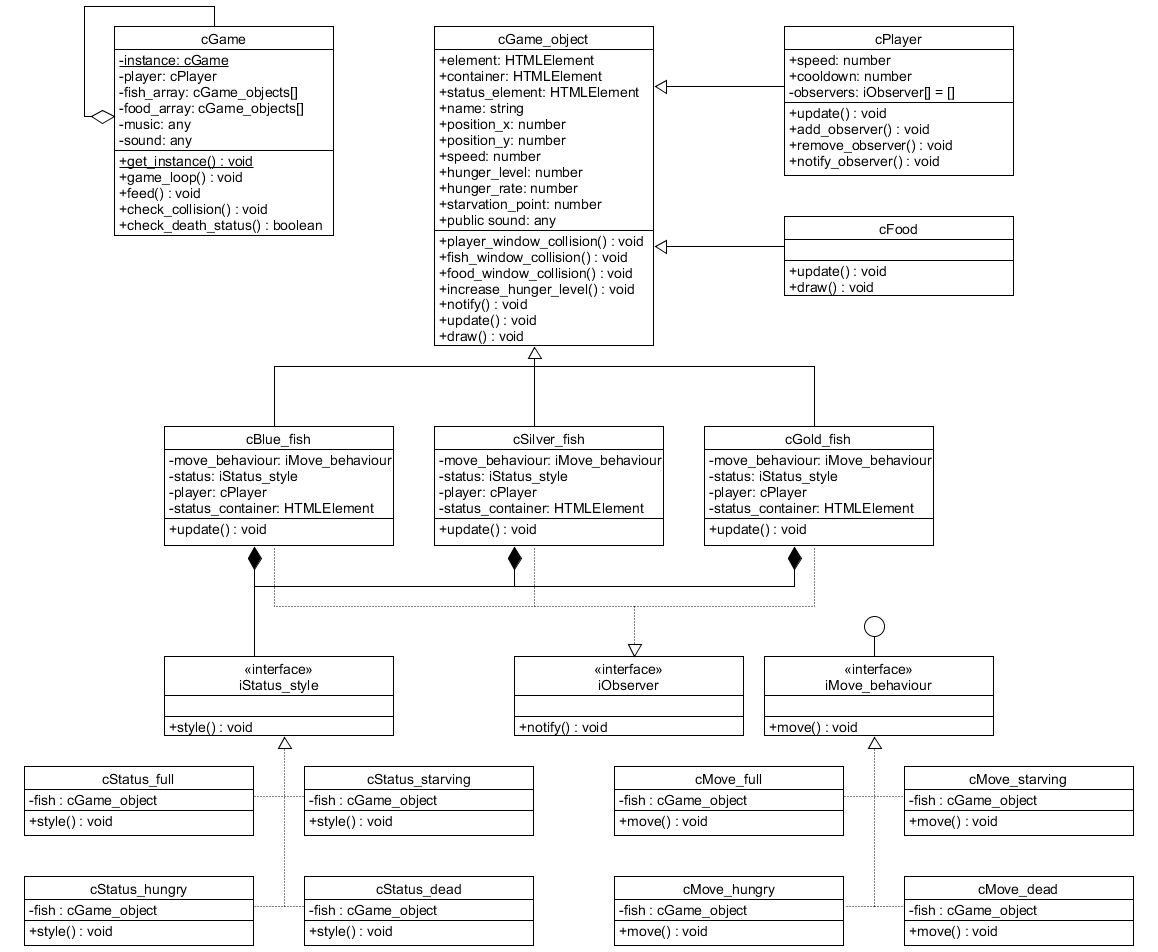 cGame
-instance: cGame
-player: cPlayer
-fish_array: cGame_objects[]
-food_array: cGame_objects[]
-music: any
-sound: any
+get_instance() : void
+game_loop() : void
+feed() : void
+check_collision() : void
+check_death_status() : boolean
cGame_object
+element: HTMLElement
+container: HTMLElement
+status_element: HTMLElement
+name: string
+position_x: number
+position_y: number
+speed: number
+hunger_level: number
+hunger_rate: number
+starvation_point: number
+public sound: any
+player_window_collision() : void
+fish_window_collision() : void
+food_window_collision() : void
+increase_hunger_level() : void
+notify() : void
+update() : void
+draw() : void
cPlayer
+speed: number
+cooldown: number
-observers: iObserver[] = []
+update() : void
+add_observer() : void
+remove_observer() : void
+notify_observer() : void
cFood
+update() : void
+draw() : void
cBlue_fish
-move_behaviour: iMove_behaviour
-status: iStatus_style
-player: cPlayer
-status_container: HTMLElement
+update() : void
cSilver_fish
-move_behaviour: iMove_behaviour
-status: iStatus_style
-player: cPlayer
-status_container: HTMLElement
+update() : void
cGold_fish
-move_behaviour: iMove_behaviour
-status: iStatus_style
-player: cPlayer
-status_container: HTMLElement
+update() : void
«interface»
iStatus_style
+style() : void
«interface»
iObserver
+notify() : void
«interface»
iMove_behaviour
+move() : void
cStatus_full
-fish : cGame_object
+style() : void
cStatus_starving
-fish : cGame_object
+style() : void
cMove_full
-fish : cGame_object
+move() : void
cMove_starving
-fish : cGame_object
+move() : void
cStatus_hungry
-fish : cGame_object
+style() : void
cStatus_dead
-fish : cGame_object
+style() : void
cMove_hungry
-fish : cGame_object
+move() : void
cMove_dead
-fish : cGame_object
+move() : void